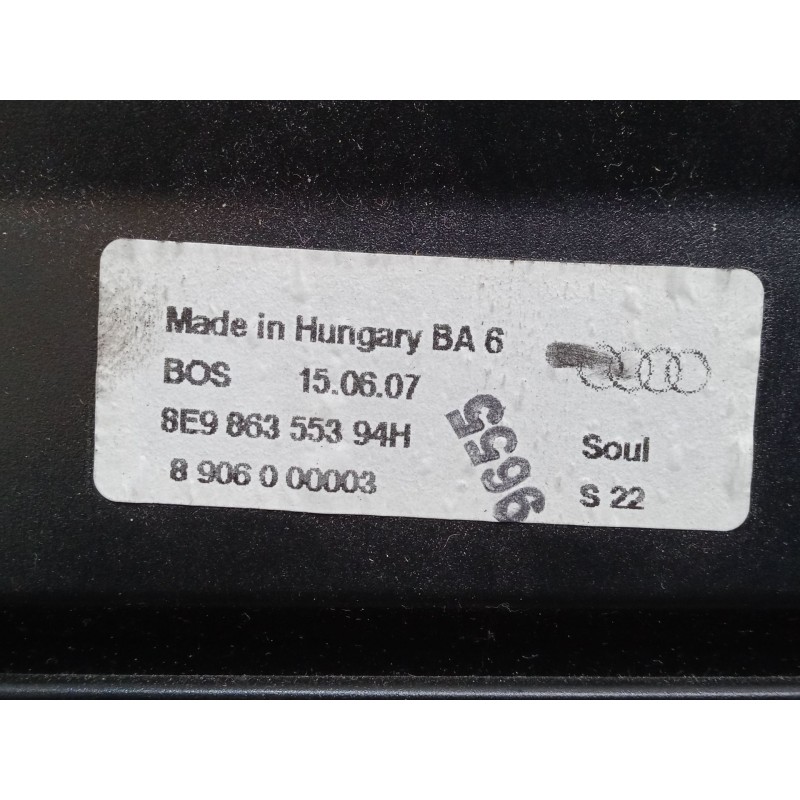 Made in Hungary BA 6
BOS 15.06.07
8E9 863 553 94H
Soul
8 906 0 00003
S 22
9655